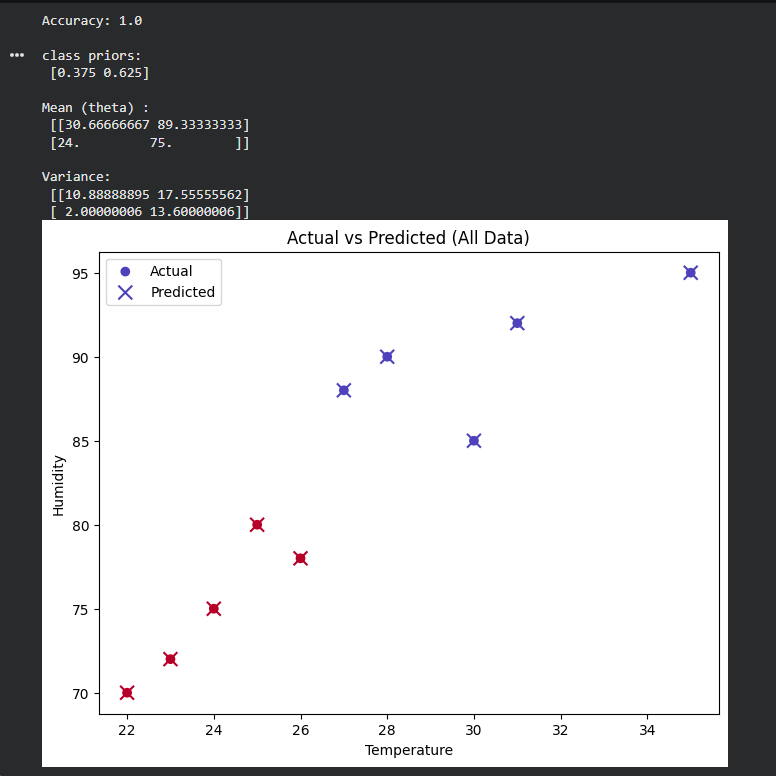 Accuracy: 1.0
class priors:
[0.375 0.625]
Mean (theta) :
[[30.66666667 89.33333333]
[24.         75.        ]]
Variance:
[[10.88888895 17.55555562]
[ 2.00000006 13.60000006]]
Actual vs Predicted (All Data)
Actual
Predicted
95
90
85
80
75
70
Humidity
22 24 26 28 30 32 34
Temperature